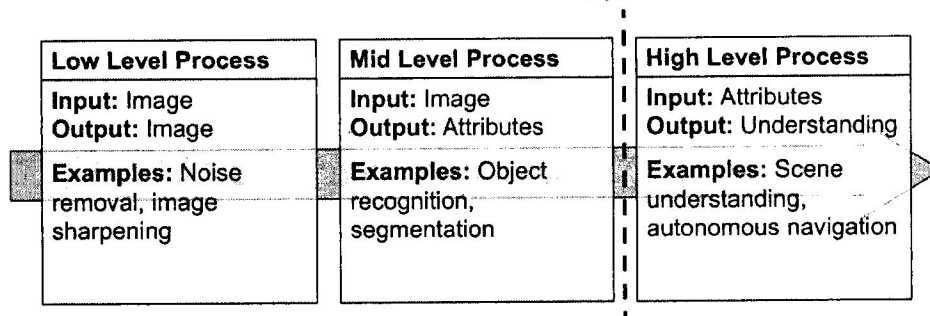 Low Level Process
Input: Image
Output: Image
Examples: Noise
removal, image
sharpening
Mid Level Process
Input: Image
Output: Attributes
Examples: Object
recognition,
segmentation
High Level Process
Input: Attributes
Output: Understanding
Examples: Scene
understanding,
autonomous navigation